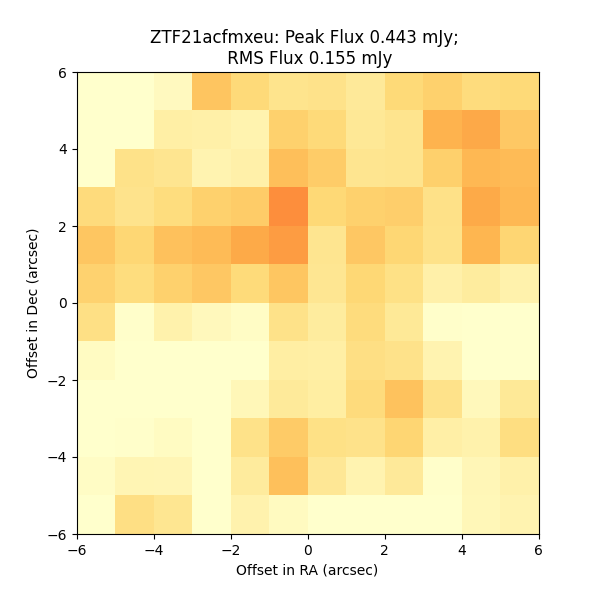 ZTF21acfmxeu: Peak Flux 0.443 mJy;
RMS Flux 0.155 mJy
6
4
2
0
−2
−4
−6
Offset in Dec (arcsec)
−6 −4 −2 0 2 4 6
Offset in RA (arcsec)